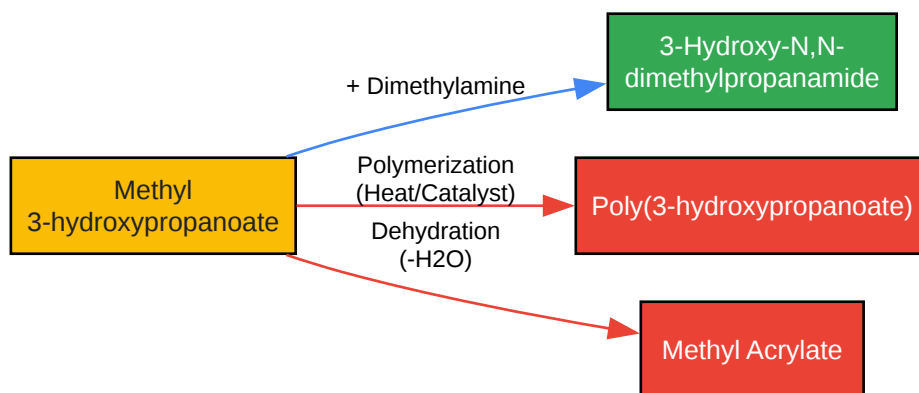 3-Hydroxy-N,N-
dimethylpropanamide
+ Dimethylamine
Polymerization
(Heat/Catalyst)
Methyl
3-hydroxypropanoate
Poly(3-hydroxypropanoate)
Dehydration
(-H2O)
Methyl Acrylate